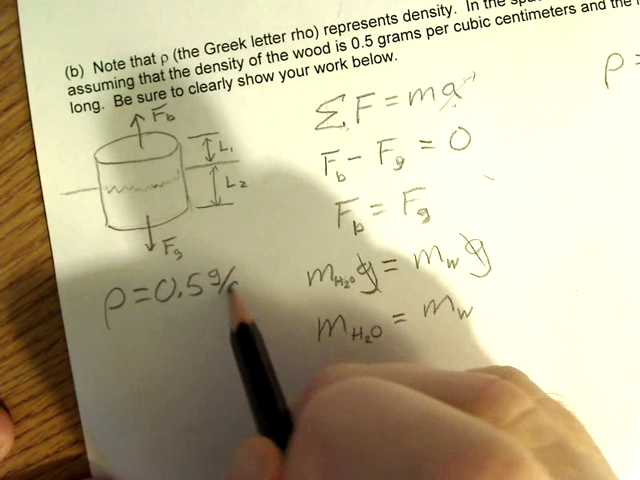 (b) Note that ρ (the Greek letter rho) represents density. In the
assuming that the density of the wood is 0.5 grams per cubic centimeters and the
long. Be sure to clearly show your work below.
ρ=
F_b
L₁
L₂
F_g
ρ=0.5 g/
ΣF=ma
F_b - F_g = 0
F_b = F_g
m_H₂O g = m_w g
m_H₂O = m_w